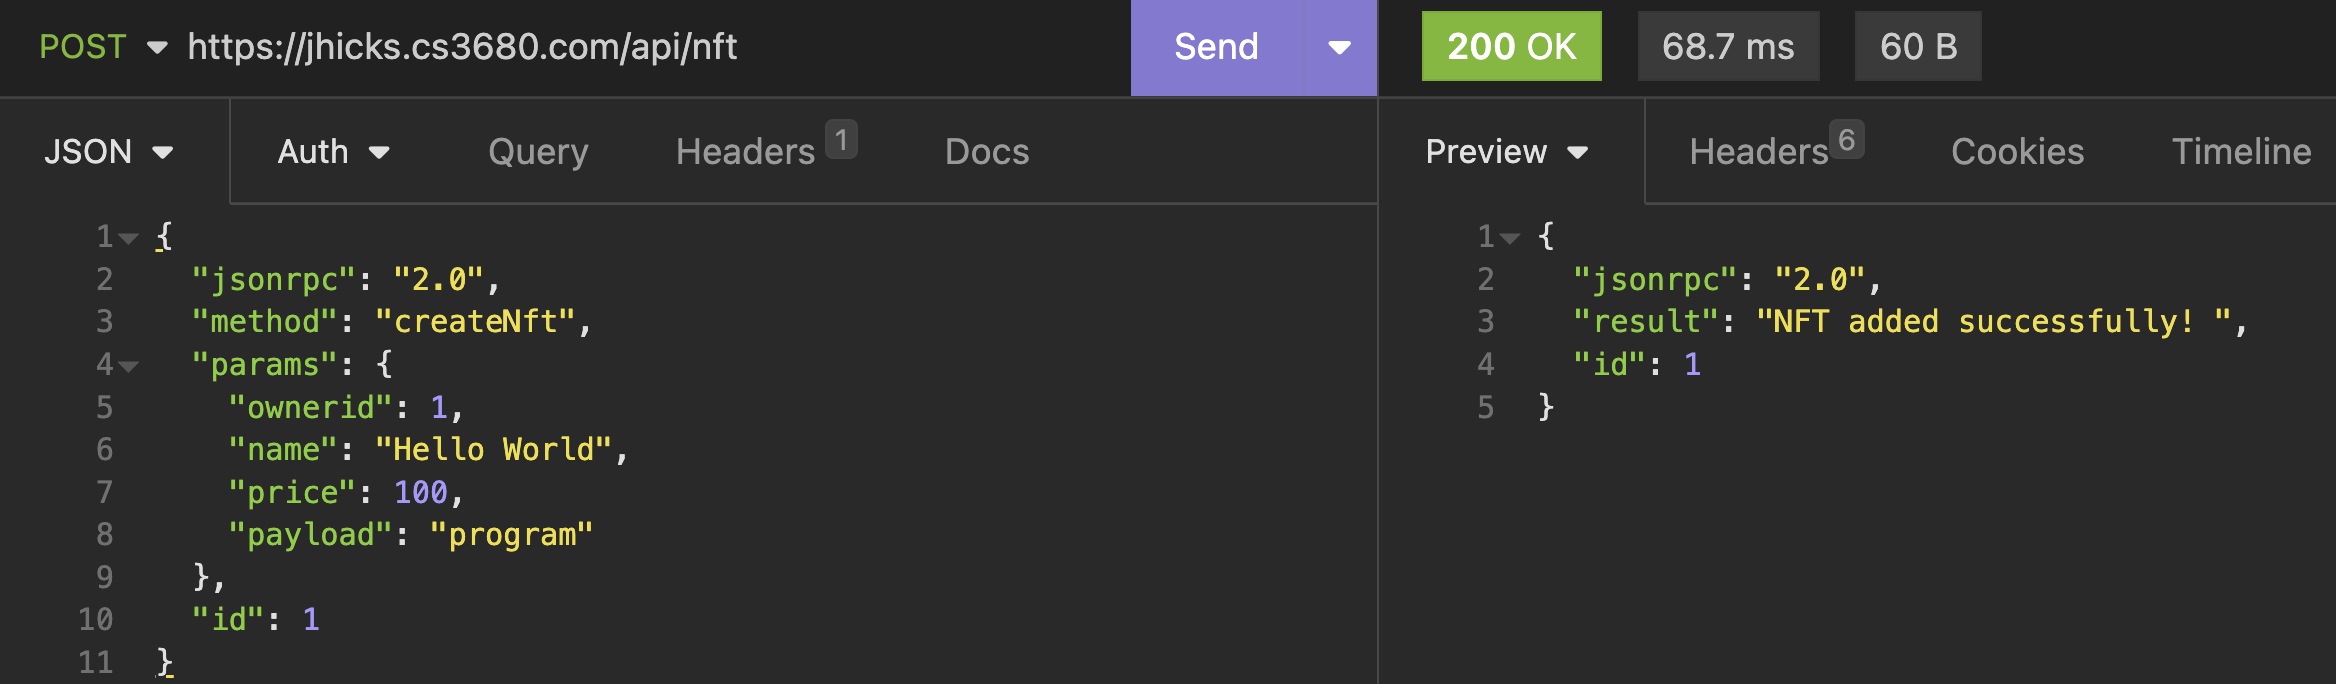 POST https://jhicks.cs3680.com/api/nft Send 200 OK 68.7 ms 60 B
JSON Auth Query Headers 1 Docs Preview Headers 6 Cookies Timeline
1 {
2 "jsonrpc": "2.0",
3 "method": "createNft",
4 "params": {
5 "ownerid": 1,
6 "name": "Hello World",
7 "price": 100,
8 "payload": "program"
9 },
10 "id": 1
11 }
1 {
2 "jsonrpc": "2.0",
3 "result": "NFT added successfully! ",
4 "id": 1
5 }